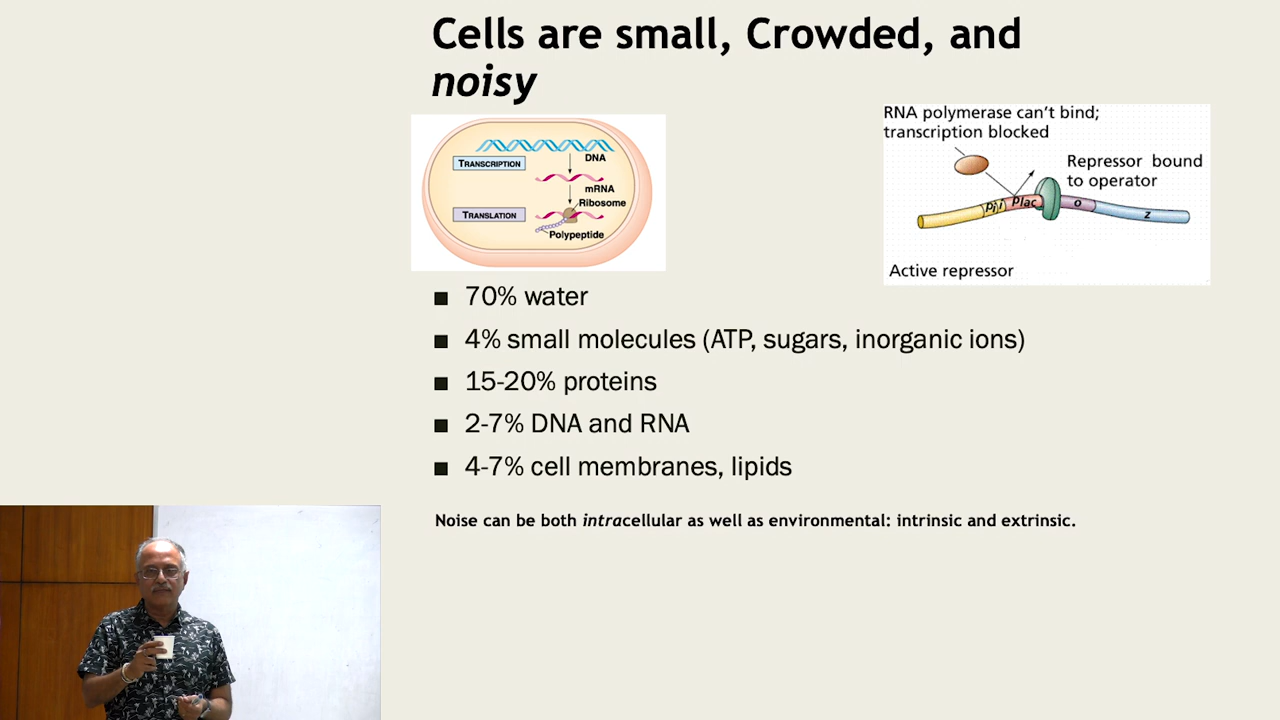 Cells are small, Crowded, and
noisy
TRANSCRIPTION
DNA
mRNA
Ribosome
TRANSLATION
Polypeptide
RNA polymerase can't bind;
transcription blocked
Repressor bound
to operator
Plac
o
z
Active repressor
■ 70% water
■ 4% small molecules (ATP, sugars, inorganic ions)
■ 15-20% proteins
■ 2-7% DNA and RNA
■ 4-7% cell membranes, lipids
Noise can be both intracellular as well as environmental: intrinsic and extrinsic.